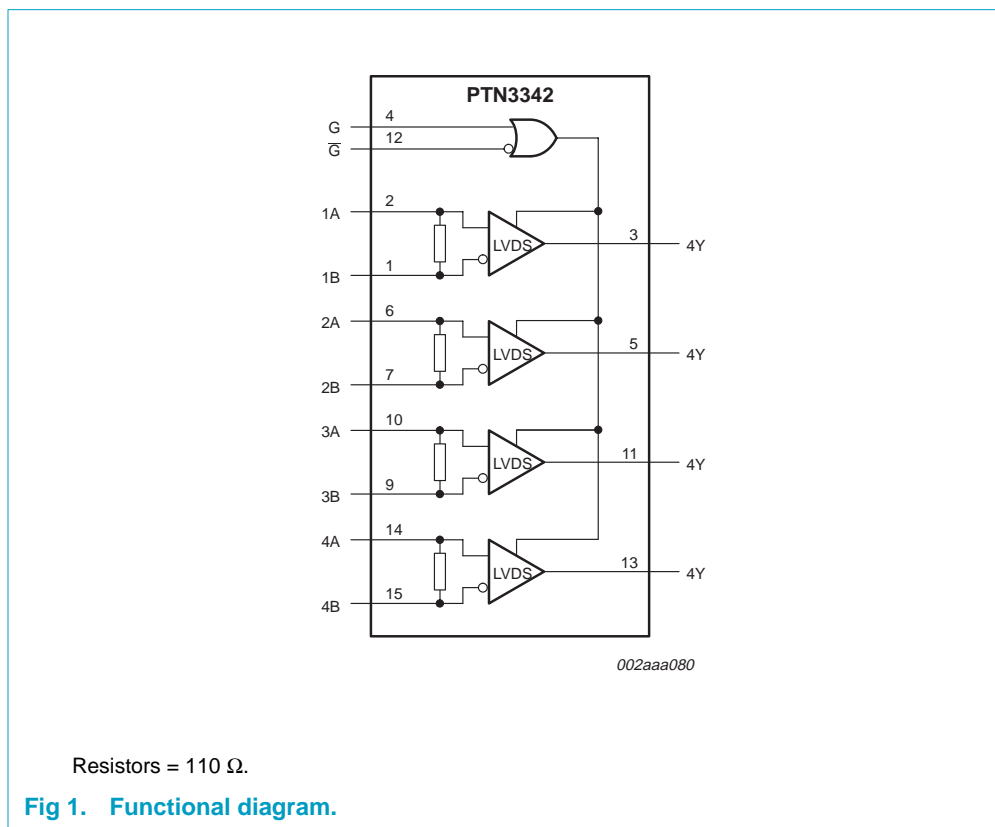 PTN3342
G 4
G̅ 12
1A 2
LVDS 3 4Y
1B 1
2A 6
LVDS 5 4Y
2B 7
3A 10
LVDS 11 4Y
3B 9
4A 14
LVDS 13 4Y
4B 15
002aaa080
Resistors = 110 Ω.
Fig 1. Functional diagram.